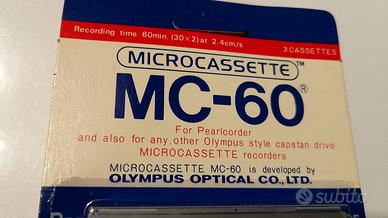 Recording time 60min. (30×2) at 2.4cm/s
3 CASSETTES
MICROCASSETTE™
MC-60®
For Pearlcorder
and also for any other Olympus style capstan drive
MICROCASSETTE recorders
MICROCASSETTE MC-60 is developed by
OLYMPUS OPTICAL CO., LTD.
subito